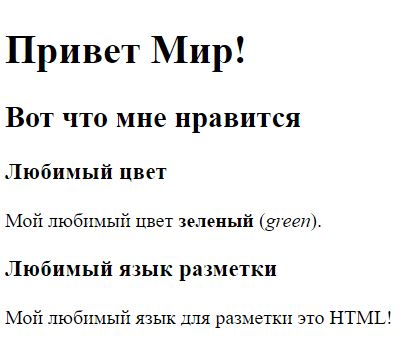 Привет Мир!
Вот что мне нравится
Любимый цвет
Мой любимый цвет зеленый (green).
Любимый язык разметки
Мой любимый язык для разметки это HTML!